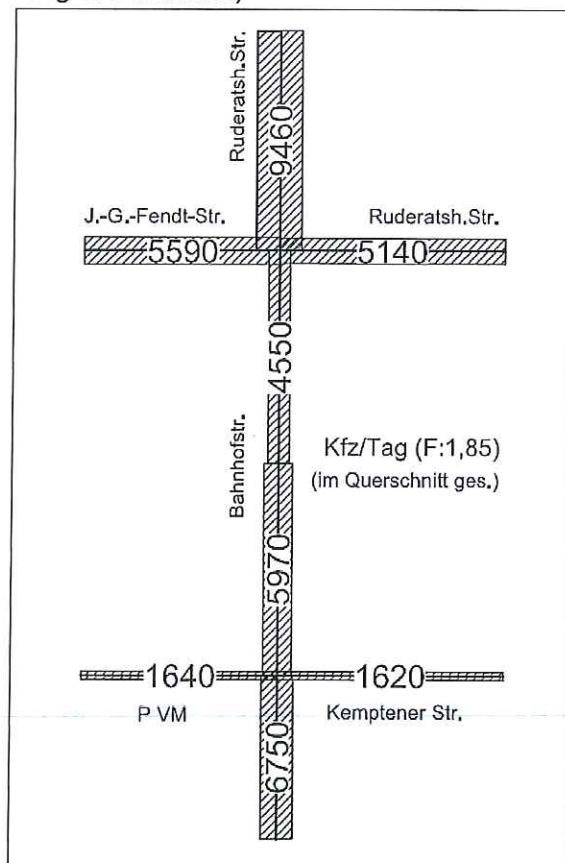 Ruderatsh.Str.
9460
J.-G.-Fendt-Str.
Ruderatsh.Str.
5590
5140
4550
Bahnhofstr.
Kfz/Tag (F:1,85)
(im Querschnitt ges.)
5970
1640
1620
P VM
Kemptener Str.
6750